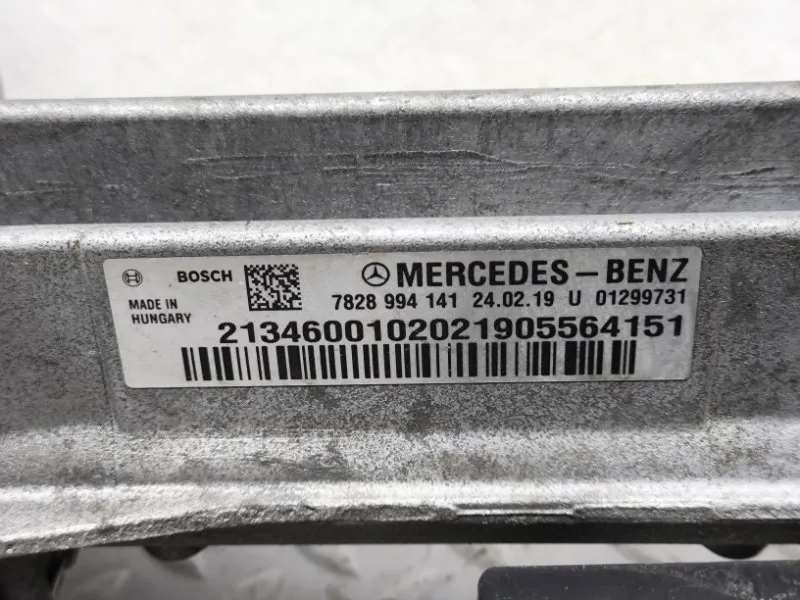 BOSCH
MERCEDES-BENZ
MADE IN
HUNGARY
7828 994 141 24.02.19 U 01299731
2134600102021905564151